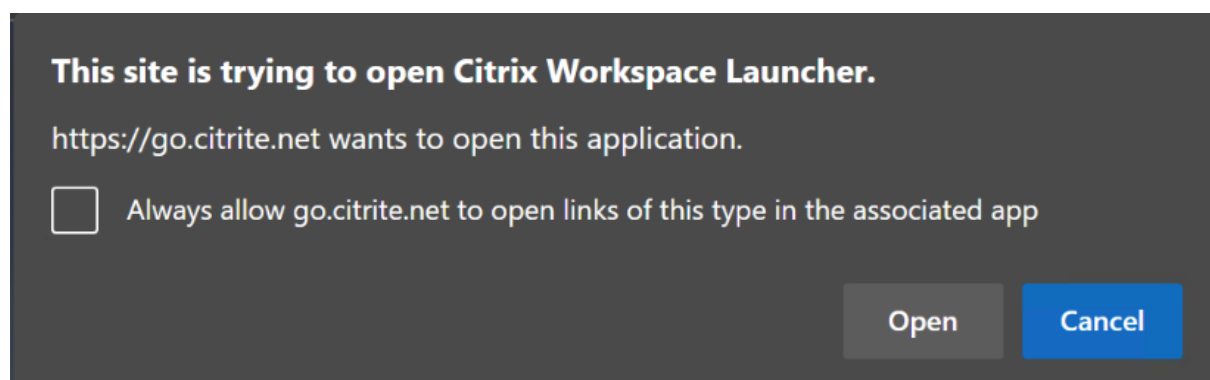 This site is trying to open Citrix Workspace Launcher.
https://go.citrite.net wants to open this application.
Always allow go.citrite.net to open links of this type in the associated app
Open
Cancel